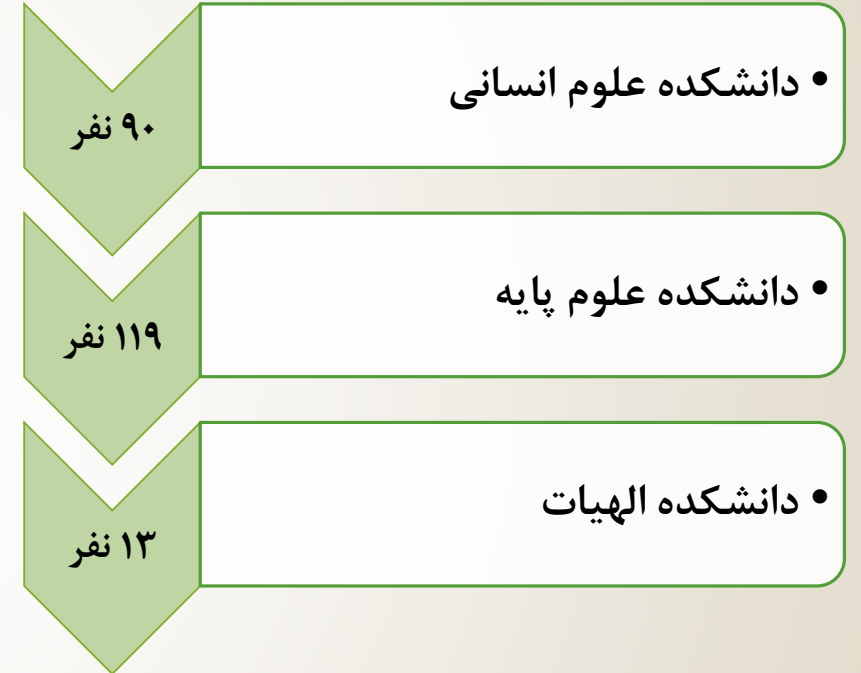 • دانشکده علوم انسانی
۹۰ نفر
• دانشکده علوم پایه
۱۱۹ نفر
• دانشکده الهیات
۱۳ نفر